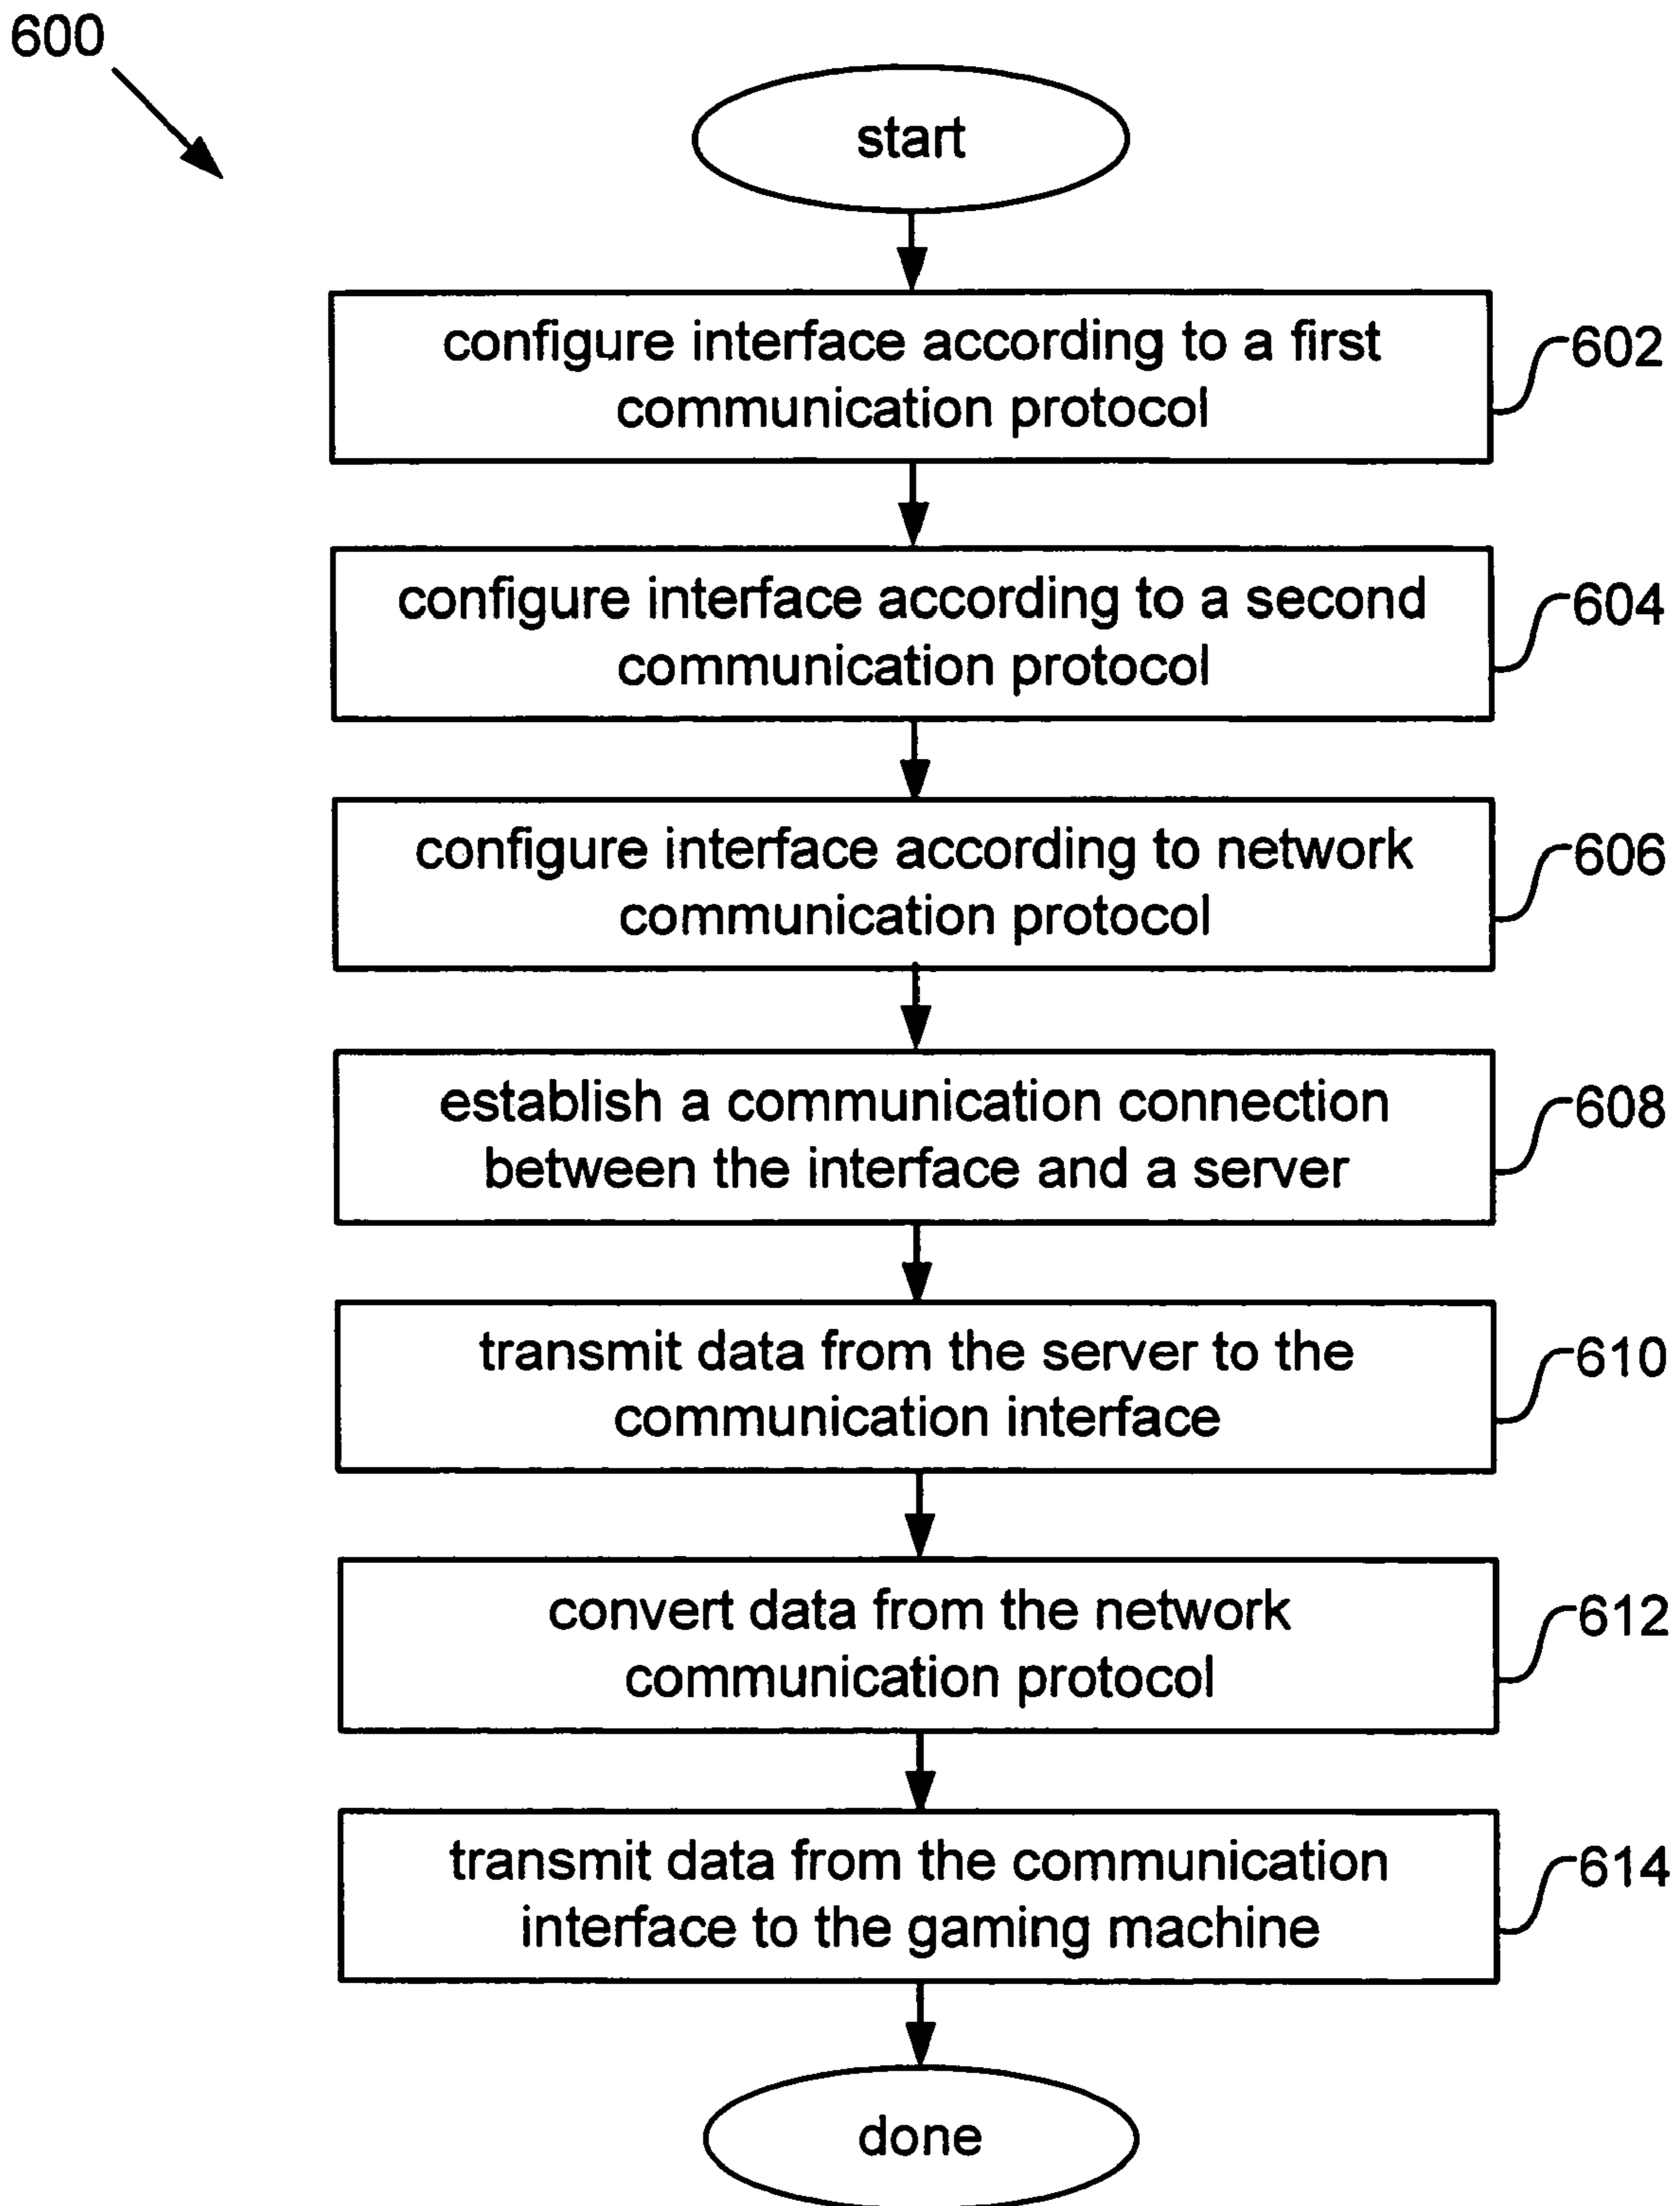 600
start
configure interface according to a first
communication protocol
602
configure interface according to a second
communication protocol
604
configure interface according to network
communication protocol
606
establish a communication connection
between the interface and a server
608
transmit data from the server to the
communication interface
610
convert data from the network
communication protocol
612
transmit data from the communication
interface to the gaming machine
614
done